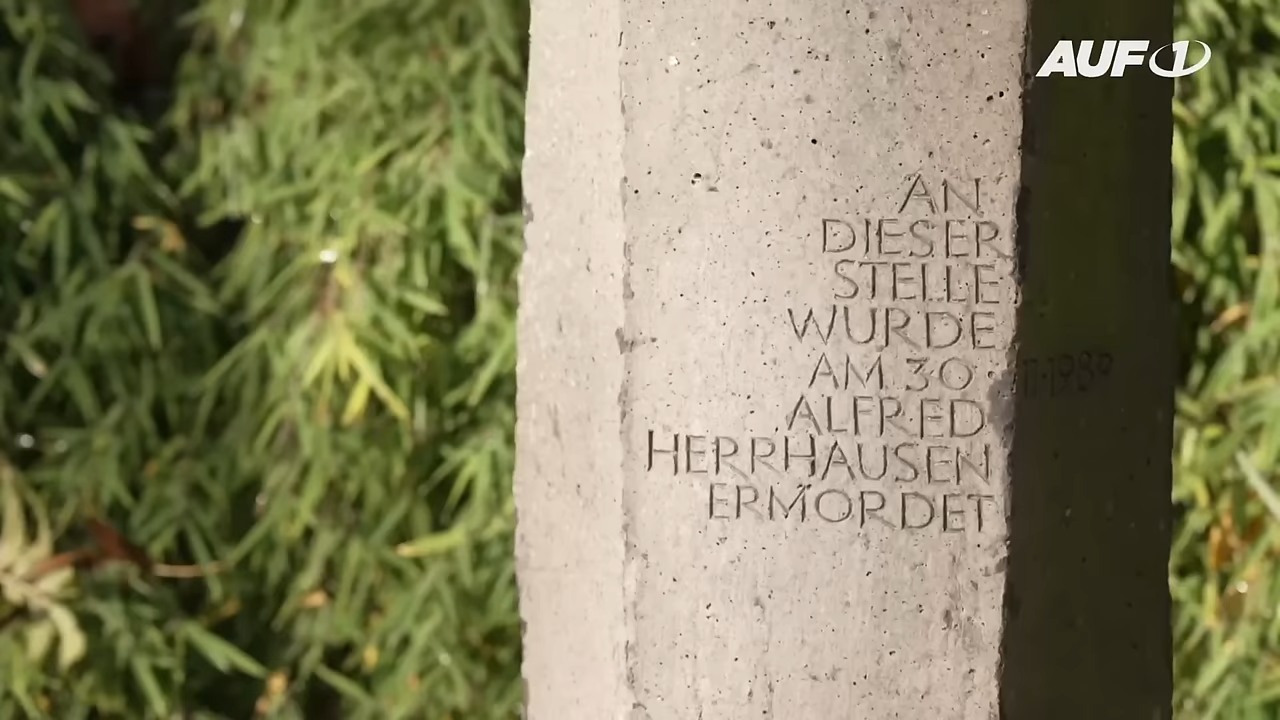 AUF1
AN
DIESER
STELLE
WURDE
AM 30·11·1989
ALFRED
HERRHAUSEN
ERMORDET